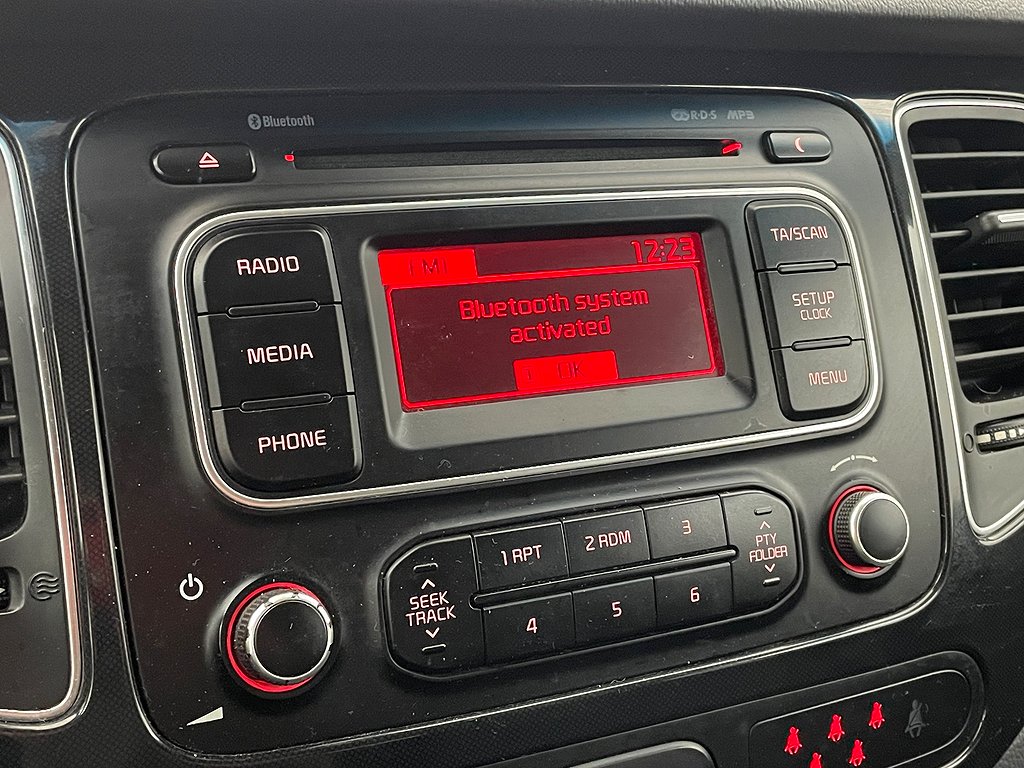 Bluetooth
R·D·S MP3
RADIO
MEDIA
PHONE
12:23
Bluetooth system
activated
OK
TA/SCAN
SETUP
CLOCK
MENU
SEEK
TRACK
1 RPT
2 RDM
3
4
5
6
PTY
FOLDER